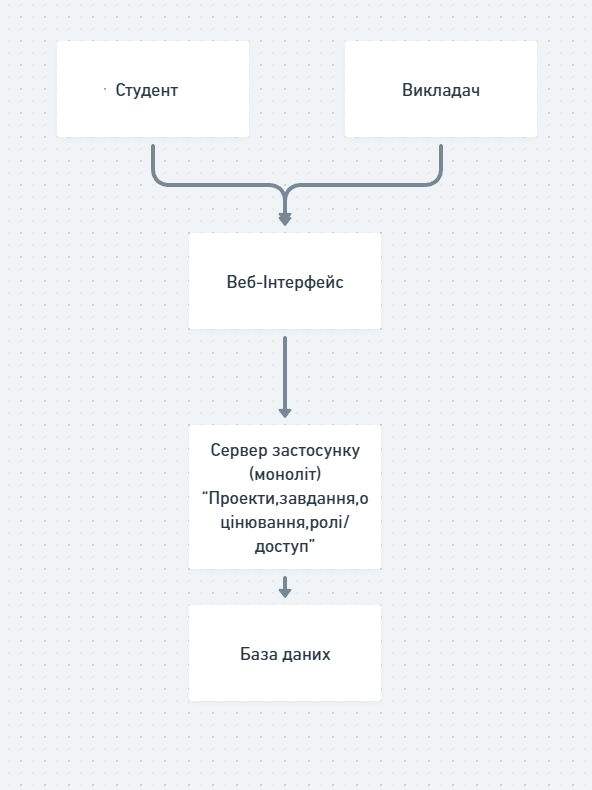 Студент
Викладач
Веб-Інтерфейс
Сервер застосунку
(моноліт)
“Проекти,завдання,о
цінювання,ролі/
доступ”
База даних